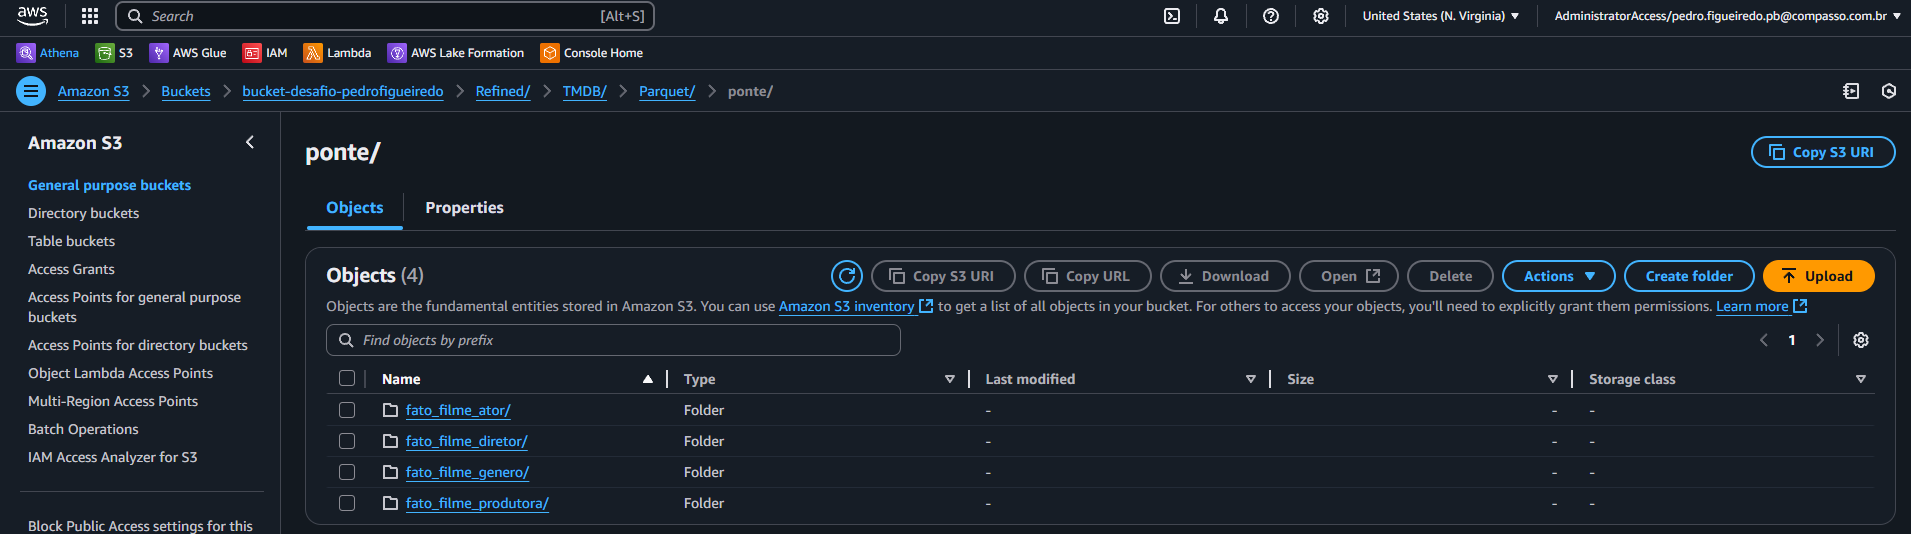 aws Search [Alt+S] United States (N. Virginia) AdministratorAccess/pedro.figueiredo.pb@compasso.com.br
Athena S3 AWS Glue IAM Lambda AWS Lake Formation Console Home
Amazon S3 Buckets bucket-desafio-pedrofigueiredo Refined/ TMDB/ Parquet/ ponte/
Amazon S3
General purpose buckets
Directory buckets
Table buckets
Access Grants
Access Points for general purpose
buckets
Access Points for directory buckets
Object Lambda Access Points
Multi-Region Access Points
Batch Operations
IAM Access Analyzer for S3
Block Public Access settings for this
ponte/
Copy S3 URI
Objects Properties
Objects (4)
Copy S3 URI Copy URL Download Open Delete Actions Create folder Upload
Objects are the fundamental entities stored in Amazon S3. You can use Amazon S3 inventory to get a list of all objects in your bucket. For others to access your objects, you'll need to explicitly grant them permissions. Learn more
Find objects by prefix
1
Name Type Last modified Size Storage class
fato_filme_ator/ Folder - - -
fato_filme_diretor/ Folder - - -
fato_filme_genero/ Folder - - -
fato_filme_produtora/ Folder - - -